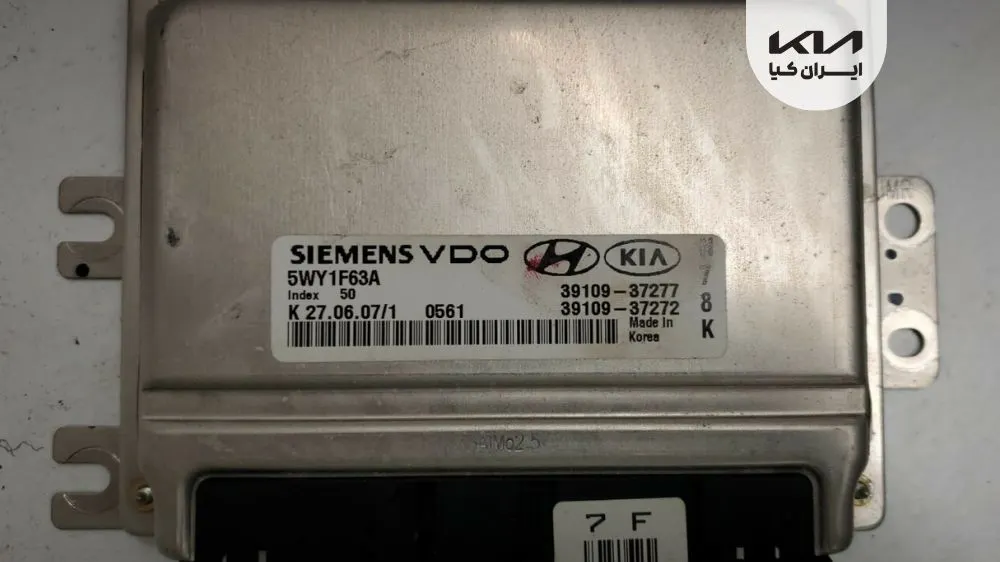 KIA
ایران کیا
SIEMENS VDO
KIA
5WY1F63A
39109-37277
Index 50
39109-37272
K 27.06.07/1 0561
Made In
Korea
8
K
7 F